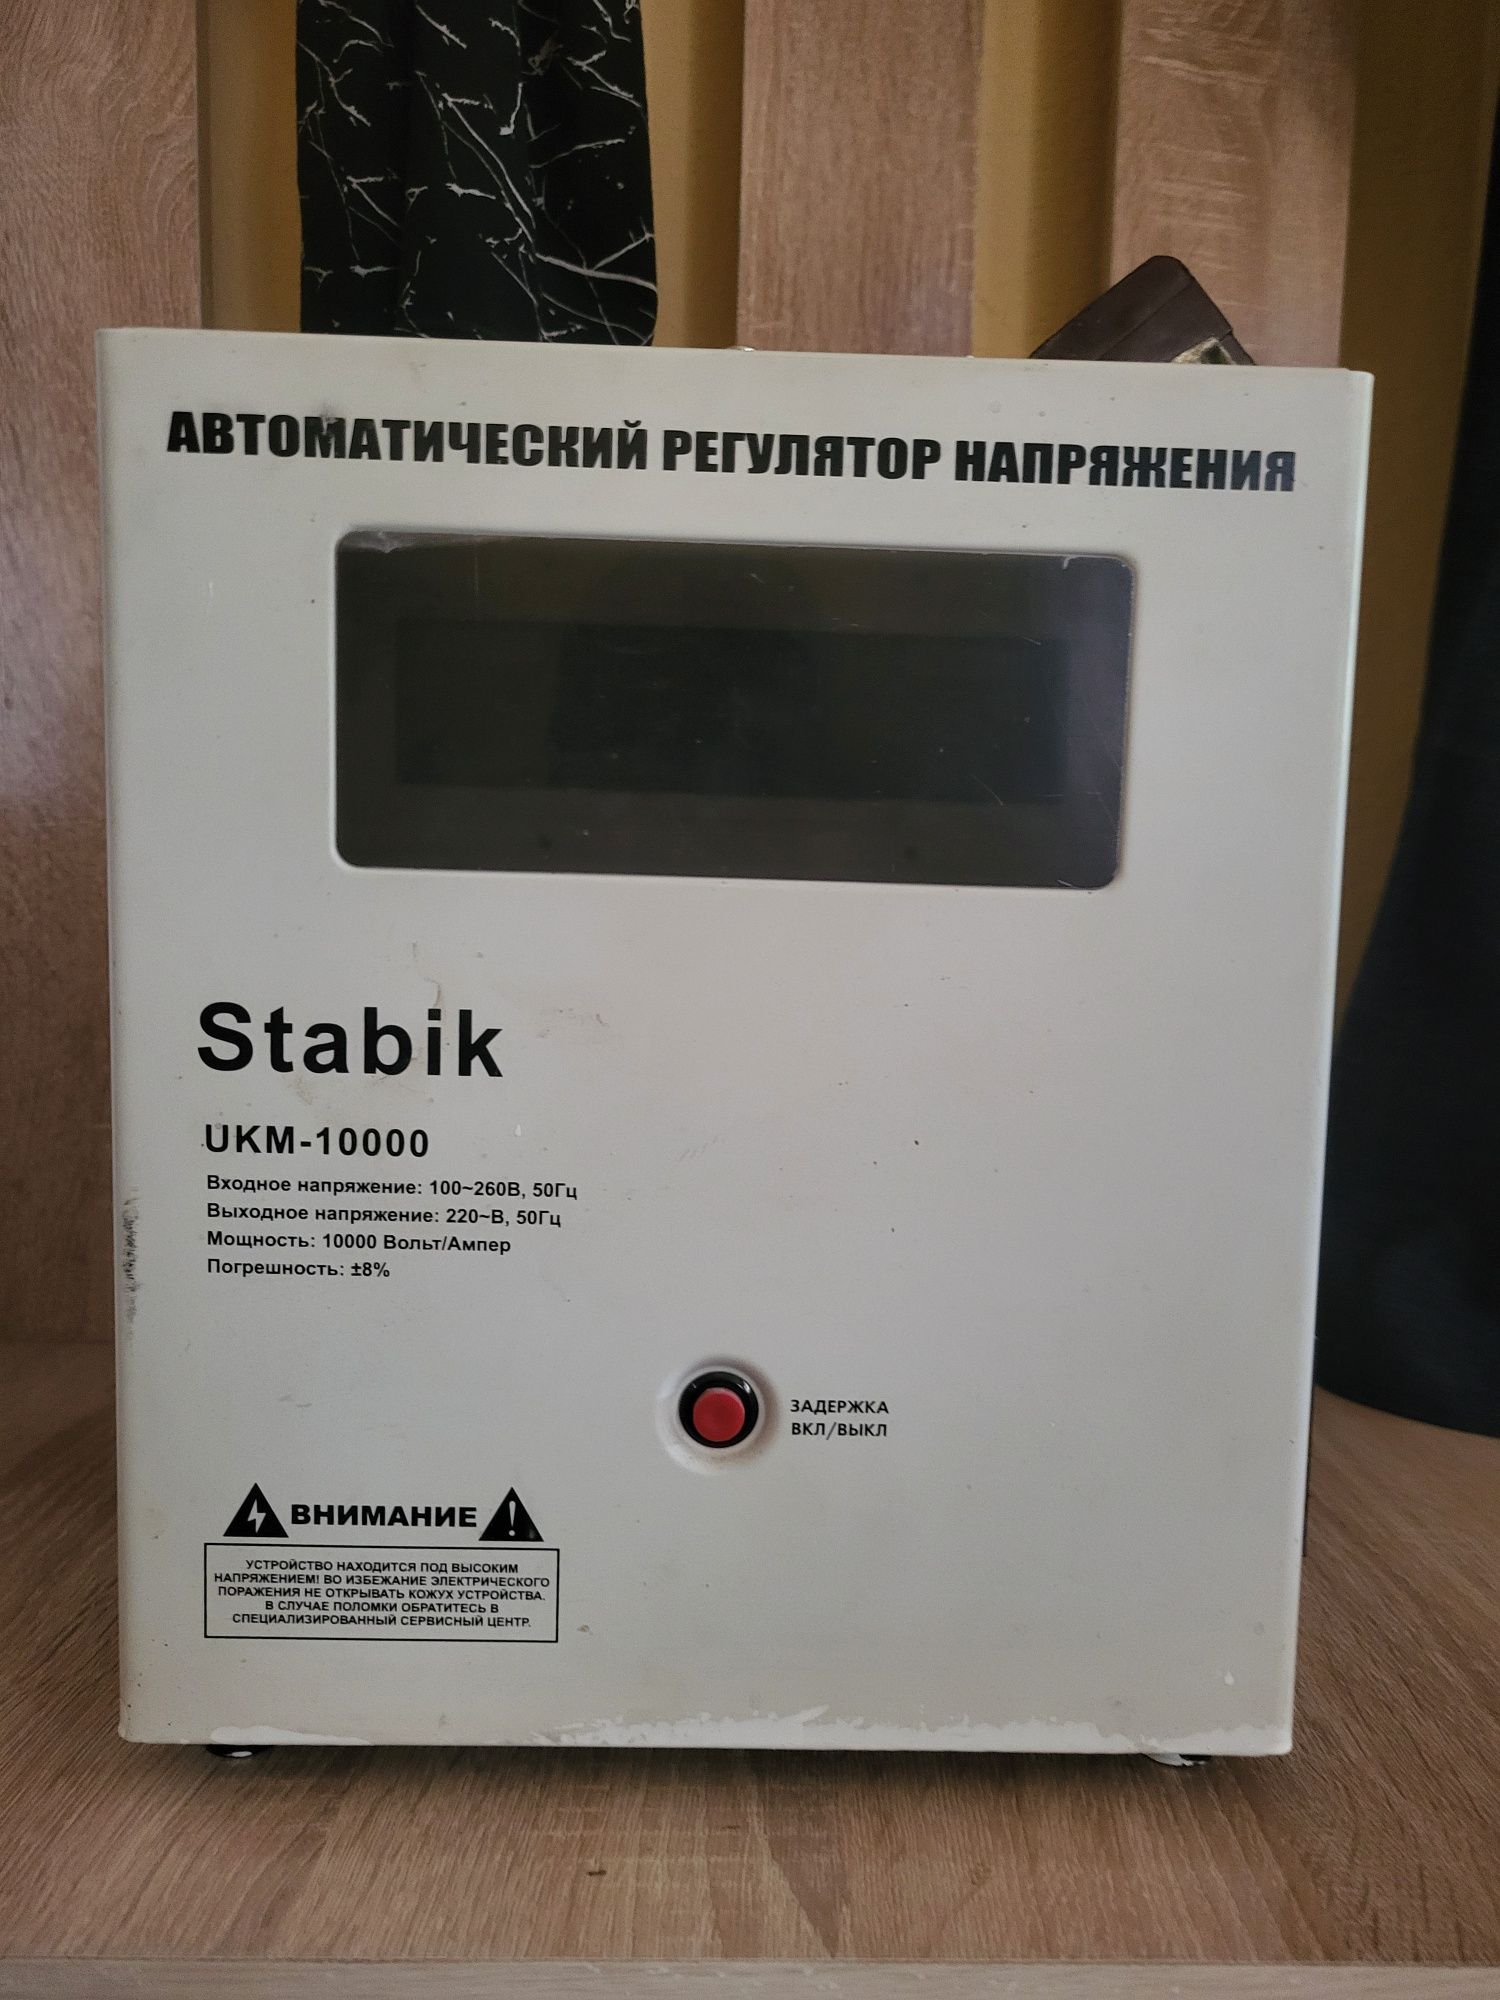 АВТОМАТИЧЕСКИЙ РЕГУЛЯТОР НАПРЯЖЕНИЯ
Stabik
UKM-10000
Входное напряжение: 100~260В, 50Гц
Выходное напряжение: 220~В, 50Гц
Мощность: 10000 Вольт/Ампер
Погрешность: ±8%
ЗАДЕРЖКА
ВКЛ/ВЫКЛ
ВНИМАНИЕ
УСТРОЙСТВО НАХОДИТСЯ ПОД ВЫСОКИМ
НАПРЯЖЕНИЕМ! ВО ИЗБЕЖАНИЕ ЭЛЕКТРИЧЕСКОГО
ПОРАЖЕНИЯ НЕ ОТКРЫВАТЬ КОЖУХ УСТРОЙСТВА.
В СЛУЧАЕ ПОЛОМКИ ОБРАТИТЕСЬ В
СПЕЦИАЛИЗИРОВАННЫЙ СЕРВИСНЫЙ ЦЕНТР.